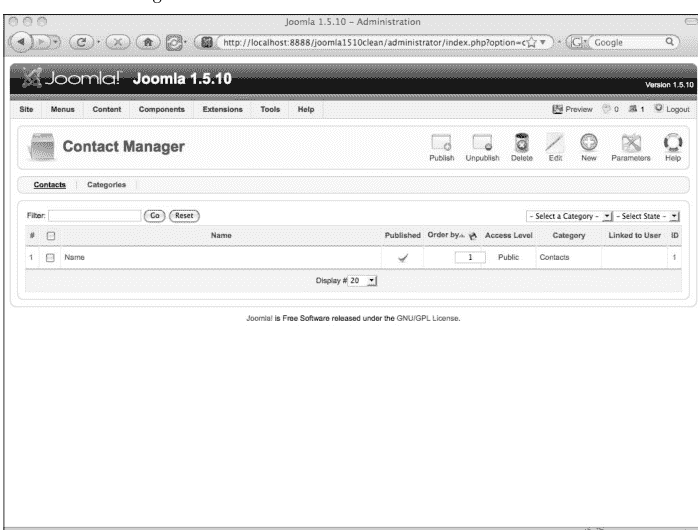 Joomla 1.5.10 – Administration
http://localhost:8888/joomla1510clean/administrator/index.php?option=c
Google
Joomla! Joomla 1.5.10
Version 1.5.10
Site Menus Content Components Extensions Tools Help Preview 0 1 Logout
Contact Manager
Publish Unpublish Delete Edit New Parameters Help
Contacts Categories
Filter: Go Reset - Select a Category - - Select State -
# Name Published Order by Access Level Category Linked to User ID
1 Name 1 Public Contacts 1
Display # 20
Joomla! is Free Software released under the GNU/GPL License.